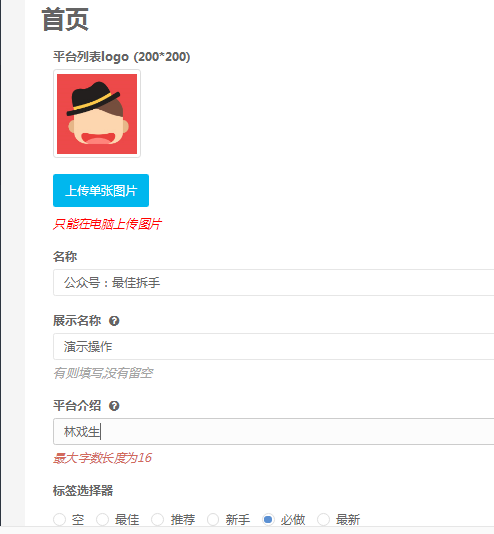 首页
平台列表logo (200*200)
上传单张图片
只能在电脑上传图片
名称
公众号：最佳拆手
展示名称
演示操作
有则填写,没有留空
平台介绍
林戏生
最大字数长度为16
标签选择器
空 最佳 推荐 新手 必做 最新